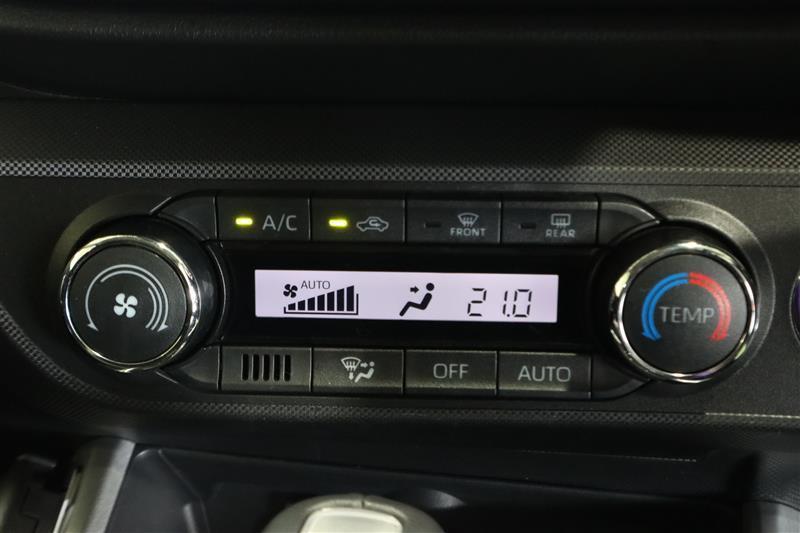 A/C FRONT REAR
AUTO 21.0
TEMP
OFF AUTO